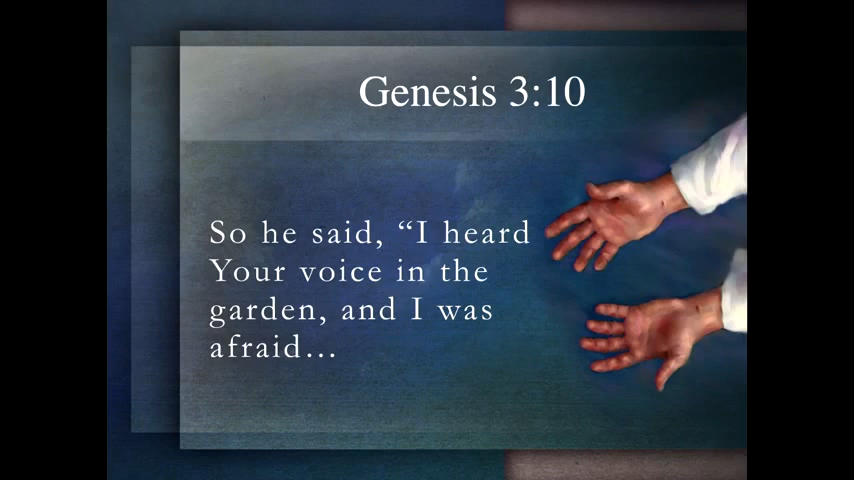 Genesis 3:10
So he said, “I heard
Your voice in the
garden, and I was
afraid…